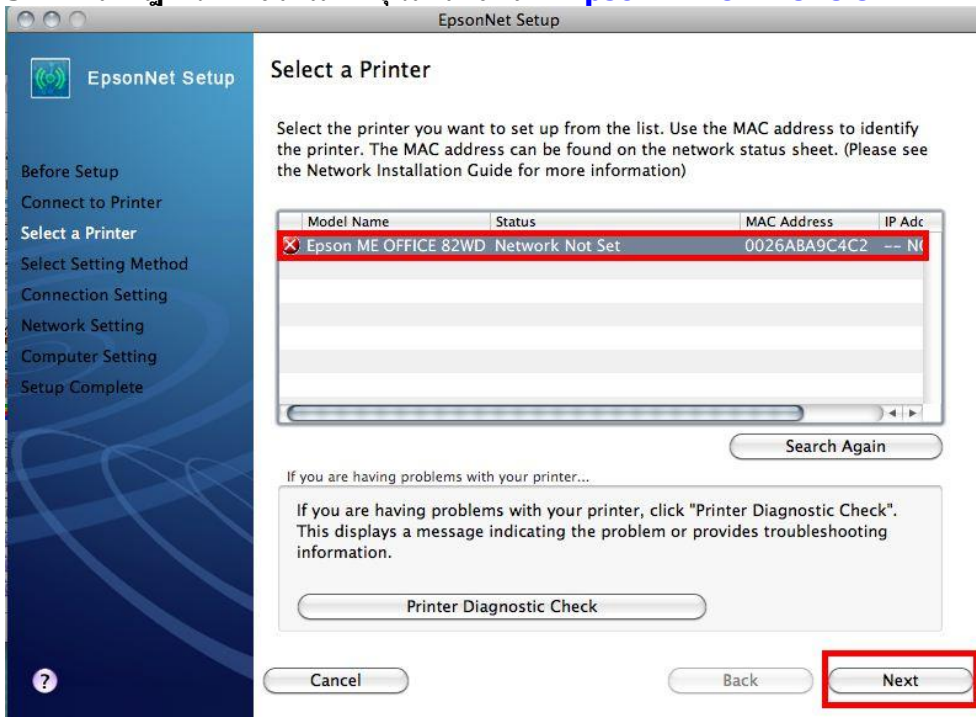 EpsonNet Setup
EpsonNet Setup
Before Setup
Connect to Printer
Select a Printer
Select Setting Method
Connection Setting
Network Setting
Computer Setting
Setup Complete
Select a Printer
Select the printer you want to set up from the list. Use the MAC address to identify
the printer. The MAC address can be found on the network status sheet. (Please see
the Network Installation Guide for more information)
Model Name Status MAC Address IP Adc
Epson ME OFFICE 82WD Network Not Set 0026ABA9C4C2 -- NO
Search Again
If you are having problems with your printer...
If you are having problems with your printer, click "Printer Diagnostic Check".
This displays a message indicating the problem or provides troubleshooting
information.
Printer Diagnostic Check
? Cancel Back Next